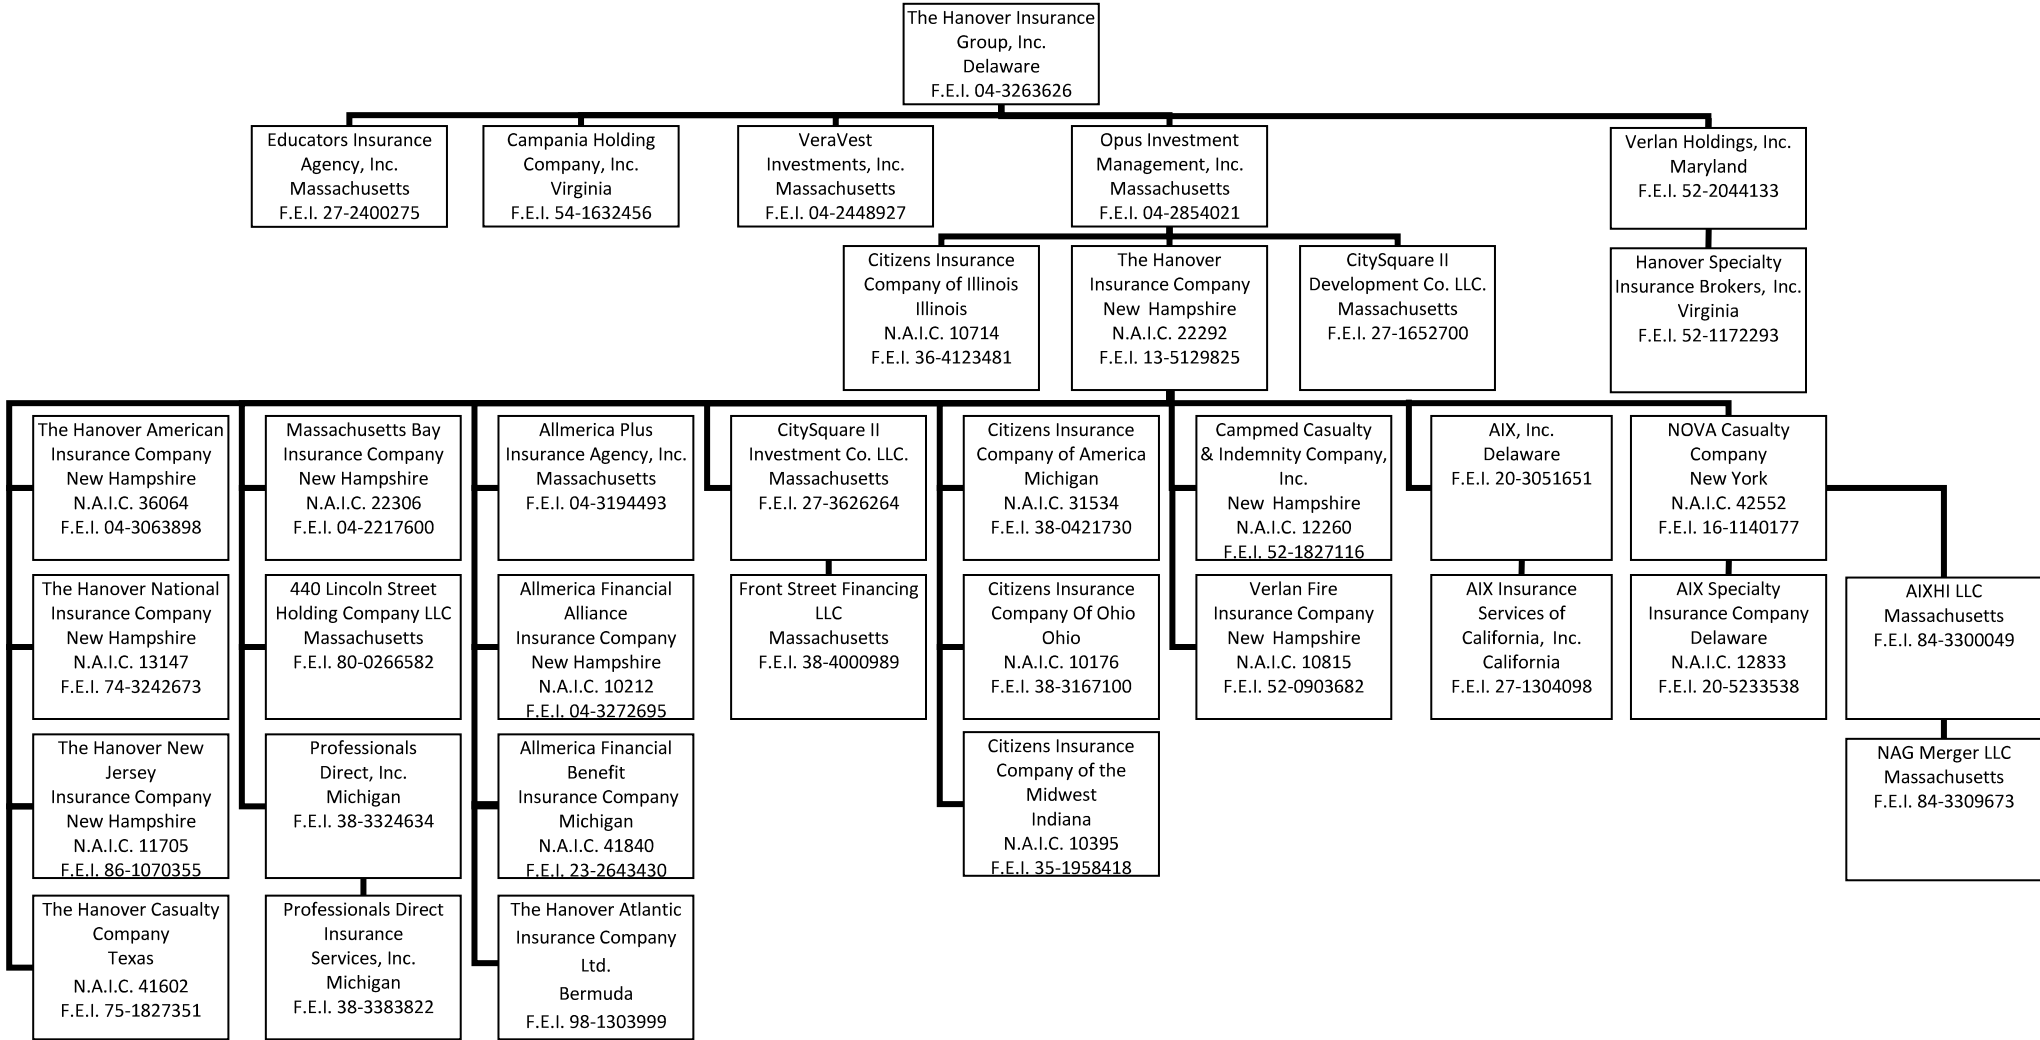 The Hanover Insurance
Group, Inc.
Delaware
F.E.I. 04-3263626
Educators Insurance
Agency, Inc.
Massachusetts
F.E.I. 27-2400275
Campania Holding
Company, Inc.
Virginia
F.E.I. 54-1632456
VeraVest
Investments, Inc.
Massachusetts
F.E.I. 04-2448927
Opus Investment
Management, Inc.
Massachusetts
F.E.I. 04-2854021
Verlan Holdings, Inc.
Maryland
F.E.I. 52-2044133
Citizens Insurance
Company of Illinois
Illinois
N.A.I.C. 10714
F.E.I. 36-4123481
The Hanover
Insurance Company
New Hampshire
N.A.I.C. 22292
F.E.I. 13-5129825
CitySquare II
Development Co. LLC.
Massachusetts
F.E.I. 27-1652700
Hanover Specialty
Insurance Brokers, Inc.
Virginia
F.E.I. 52-1172293
The Hanover American
Insurance Company
New Hampshire
N.A.I.C. 36064
F.E.I. 04-3063898
Massachusetts Bay
Insurance Company
New Hampshire
N.A.I.C. 22306
F.E.I. 04-2217600
Allmerica Plus
Insurance Agency, Inc.
Massachusetts
F.E.I. 04-3194493
CitySquare II
Investment Co. LLC.
Massachusetts
F.E.I. 27-3626264
Citizens Insurance
Company of America
Michigan
N.A.I.C. 31534
F.E.I. 38-0421730
Campmed Casualty
& Indemnity Company,
Inc.
New Hampshire
N.A.I.C. 12260
F.E.I. 52-1827116
AIX, Inc.
Delaware
F.E.I. 20-3051651
NOVA Casualty
Company
New York
N.A.I.C. 42552
F.E.I. 16-1140177
The Hanover National
Insurance Company
New Hampshire
N.A.I.C. 13147
F.E.I. 74-3242673
440 Lincoln Street
Holding Company LLC
Massachusetts
F.E.I. 80-0266582
Allmerica Financial
Alliance
Insurance Company
New Hampshire
N.A.I.C. 10212
F.E.I. 04-3272695
Front Street Financing
LLC
Massachusetts
F.E.I. 38-4000989
Citizens Insurance
Company Of Ohio
Ohio
N.A.I.C. 10176
F.E.I. 38-3167100
Verlan Fire
Insurance Company
New Hampshire
N.A.I.C. 10815
F.E.I. 52-0903682
AIX Insurance
Services of
California, Inc.
California
F.E.I. 27-1304098
AIX Specialty
Insurance Company
Delaware
N.A.I.C. 12833
F.E.I. 20-5233538
AIXHI LLC
Massachusetts
F.E.I. 84-3300049
The Hanover New
Jersey
Insurance Company
New Hampshire
N.A.I.C. 11705
F.E.I. 86-1070355
Professionals
Direct, Inc.
Michigan
F.E.I. 38-3324634
Allmerica Financial
Benefit
Insurance Company
Michigan
N.A.I.C. 41840
F.E.I. 23-2643430
Citizens Insurance
Company of the
Midwest
Indiana
N.A.I.C. 10395
F.E.I. 35-1958418
NAG Merger LLC
Massachusetts
F.E.I. 84-3309673
The Hanover Casualty
Company
Texas
N.A.I.C. 41602
F.E.I. 75-1827351
Professionals Direct
Insurance
Services, Inc.
Michigan
F.E.I. 38-3383822
The Hanover Atlantic
Insurance Company
Ltd.
Bermuda
F.E.I. 98-1303999